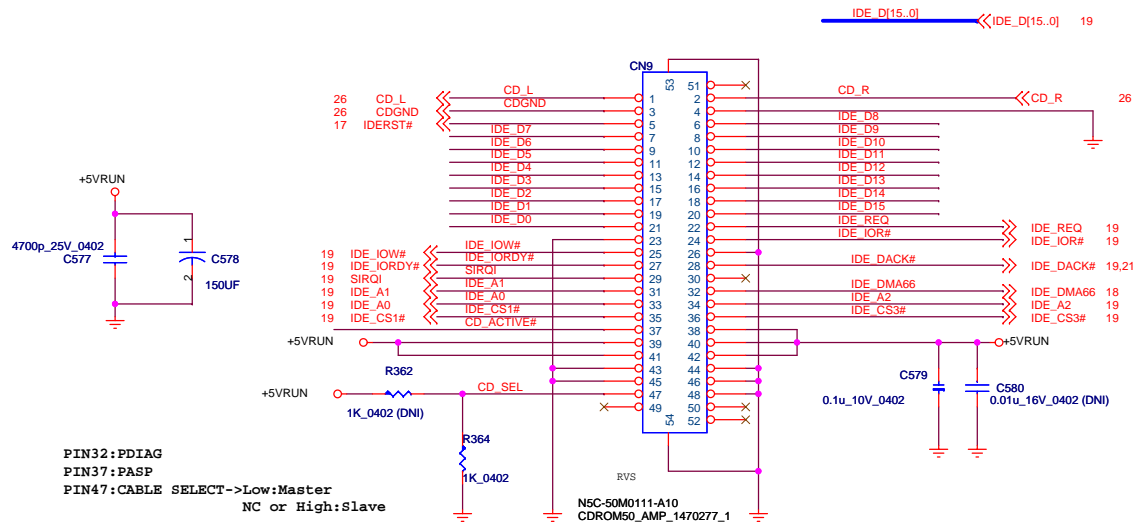 IDE_D[15..0]
IDE_D[15..0] 19
CN9
53
51
26 CD_L CD_L 1 2 CD_R CD_R 26
26 CDGND CDGND 3 4
17 IDERST# 5 6 IDE_D8
IDE_D7 7 8 IDE_D9
IDE_D6 9 10 IDE_D10
IDE_D5 11 12 IDE_D11
IDE_D4 13 14 IDE_D12
IDE_D3 15 16 IDE_D13
IDE_D2 17 18 IDE_D14
IDE_D1 19 20 IDE_D15
IDE_D0 21 22 IDE_REQ IDE_REQ 19
23 24 IDE_IOR# IDE_IOR# 19
19 IDE_IOW# IDE_IOW# 25 26
19 IDE_IORDY# IDE_IORDY# 27 28 IDE_DACK# IDE_DACK# 19,21
19 SIRQI SIRQI 29 30
19 IDE_A1 IDE_A1 31 32 IDE_DMA66 IDE_DMA66 18
19 IDE_A0 IDE_A0 33 34 IDE_A2 IDE_A2 19
19 IDE_CS1# IDE_CS1# 35 36 IDE_CS3# IDE_CS3# 19
CD_ACTIVE# 37 38
+5VRUN 39 40 +5VRUN
41 42
43 44
45 46
+5VRUN CD_SEL 47 48
49 50
54 52
R362
1K_0402 (DNI)
R364
1K_0402
C579
0.1u_10V_0402
C580
0.01u_16V_0402 (DNI)
+5VRUN
4700p_25V_0402
C577
1
2
C578
150UF
PIN32:PDIAG
PIN37:PASP
PIN47:CABLE SELECT->Low:Master
NC or High:Slave
RVS
N5C-50M0111-A10
CDROM50_AMP_1470277_1